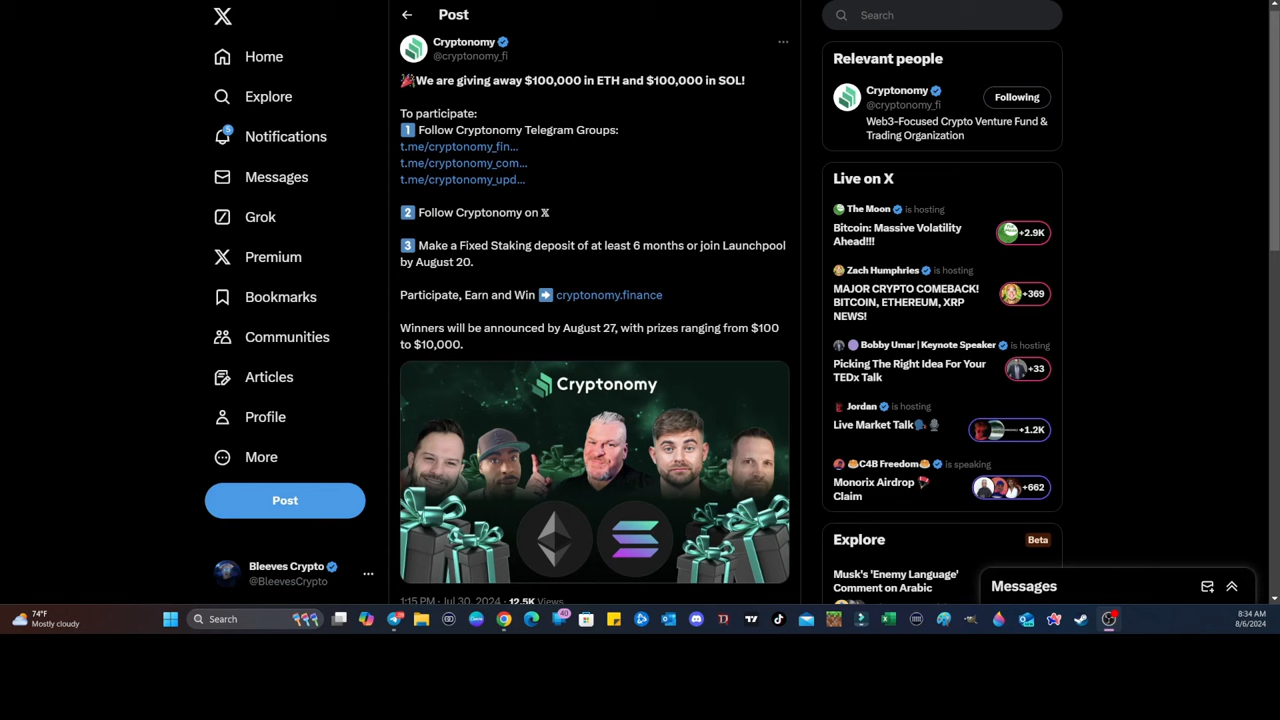 Home
Explore
5
Notifications
Messages
Grok
Premium
Bookmarks
Communities
Articles
Profile
More
Post
Bleeves Crypto
@BleevesCrypto
Post
Cryptonomy
@cryptonomy_fi
🎉We are giving away $100,000 in ETH and $100,000 in SOL!
To participate:
1️⃣ Follow Cryptonomy Telegram Groups:
t.me/cryptonomy_fin...
t.me/cryptonomy_com...
t.me/cryptonomy_upd...
2️⃣ Follow Cryptonomy on 𝕏
3️⃣ Make a Fixed Staking deposit of at least 6 months or join Launchpool
by August 20.
Participate, Earn and Win ➡️ cryptonomy.finance
Winners will be announced by August 27, with prizes ranging from $100
to $10,000.
Cryptonomy
1:15 PM · Jul 30, 2024 · 12.5K Views
Search
Relevant people
Cryptonomy
@cryptonomy_fi
Following
Web3-Focused Crypto Venture Fund &
Trading Organization
Live on X
The Moon is hosting
Bitcoin: Massive Volatility
Ahead!!!
+2.9K
Zach Humphries is hosting
MAJOR CRYPTO COMEBACK!
BITCOIN, ETHEREUM, XRP
NEWS!
+369
Bobby Umar | Keynote Speaker is hosting
Picking The Right Idea For Your
TEDx Talk
+33
Jordan is hosting
Live Market Talk🗣️🎙️
+1.2K
C4B Freedom is speaking
Monorix Airdrop
Claim
+662
Explore
Beta
Musk's 'Enemy Language'
Comment on Arabic
Messages
74°F
Mostly cloudy
Search
40
8:34 AM
8/6/2024